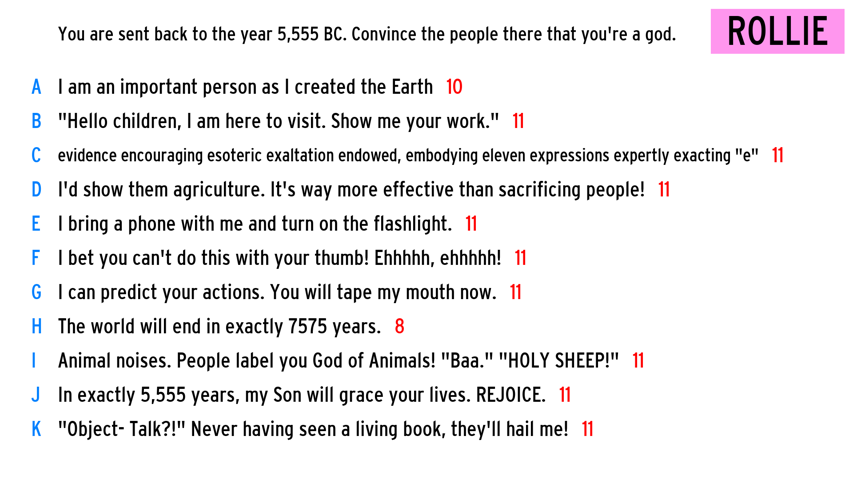 You are sent back to the year 5,555 BC. Convince the people there that you're a god.
ROLLIE
A I am an important person as I created the Earth 10
B "Hello children, I am here to visit. Show me your work." 11
C evidence encouraging esoteric exaltation endowed, embodying eleven expressions expertly exacting "e" 11
D I'd show them agriculture. It's way more effective than sacrificing people! 11
E I bring a phone with me and turn on the flashlight. 11
F I bet you can't do this with your thumb! Ehhhhh, ehhhhh! 11
G I can predict your actions. You will tape my mouth now. 11
H The world will end in exactly 7575 years. 8
I Animal noises. People label you God of Animals! "Baa." "HOLY SHEEP!" 11
J In exactly 5,555 years, my Son will grace your lives. REJOICE. 11
K "Object- Talk?!" Never having seen a living book, they'll hail me! 11